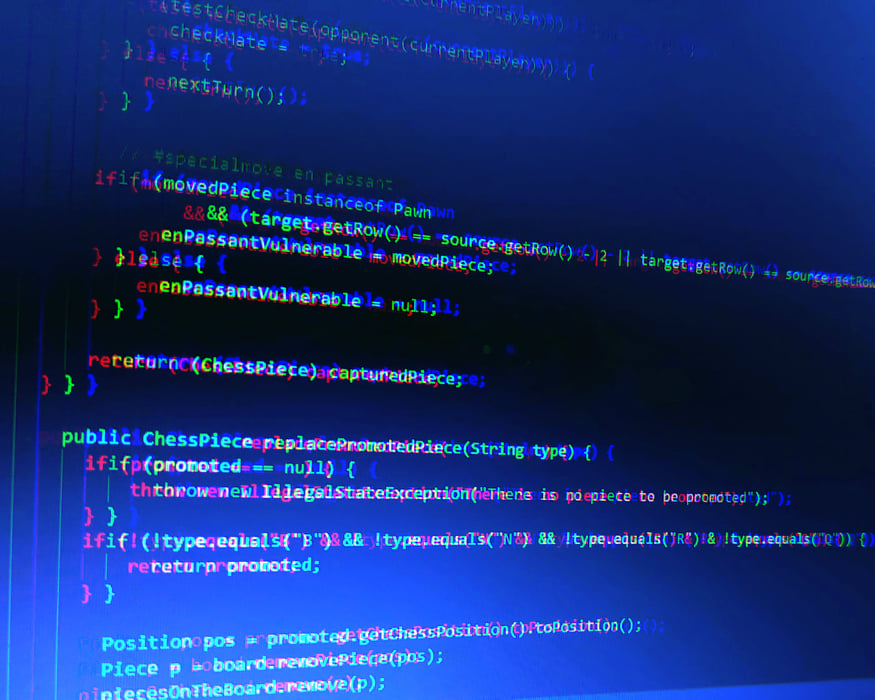 testCheckMate(opponent(currentPlayer))) {
checkMate = true;
} else {
nextTurn();
}
// #specialmove en passant
if (movedPiece instanceof Pawn
&& (target.getRow() == source.getRow() - 2 || target.getRow() == source.getRow
enPassantVulnerable = movedPiece;
} else {
enPassantVulnerable = null;
}
return (ChessPiece) capturedPiece;
}
public ChessPiece replacePromotedPiece(String type) {
if (promoted == null) {
throw new IllegalStateException("There is no piece to be promoted");
}
if (!type.equals("B") && !type.equals("N") && !type.equals("R") & !type.equals("Q")) {
return promoted;
}
Position pos = promoted.getChessPosition().toPosition();
Piece p = board.removePiece(pos);
piecesOnTheBoard.remove(p);